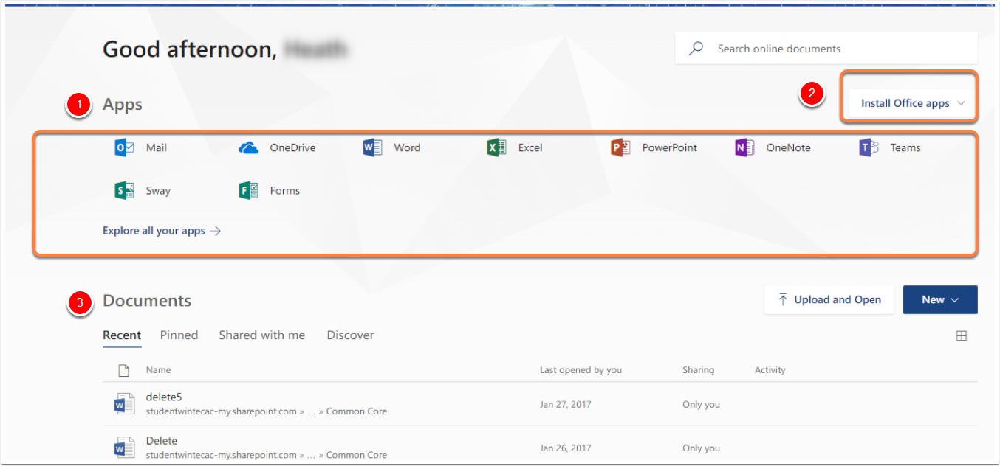 Good afternoon,
Search online documents
1
Apps
2
Install Office apps
Mail
OneDrive
Word
Excel
PowerPoint
OneNote
Teams
Sway
Forms
Explore all your apps
3
Documents
Upload and Open
New
Recent
Pinned
Shared with me
Discover
Name
Last opened by you
Sharing
Activity
delete5
studentwintecac-my.sharepoint.com » ... » Common Core
Jan 27, 2017
Only you
Delete
studentwintecac-my.sharepoint.com » ... » Common Core
Jan 26, 2017
Only you